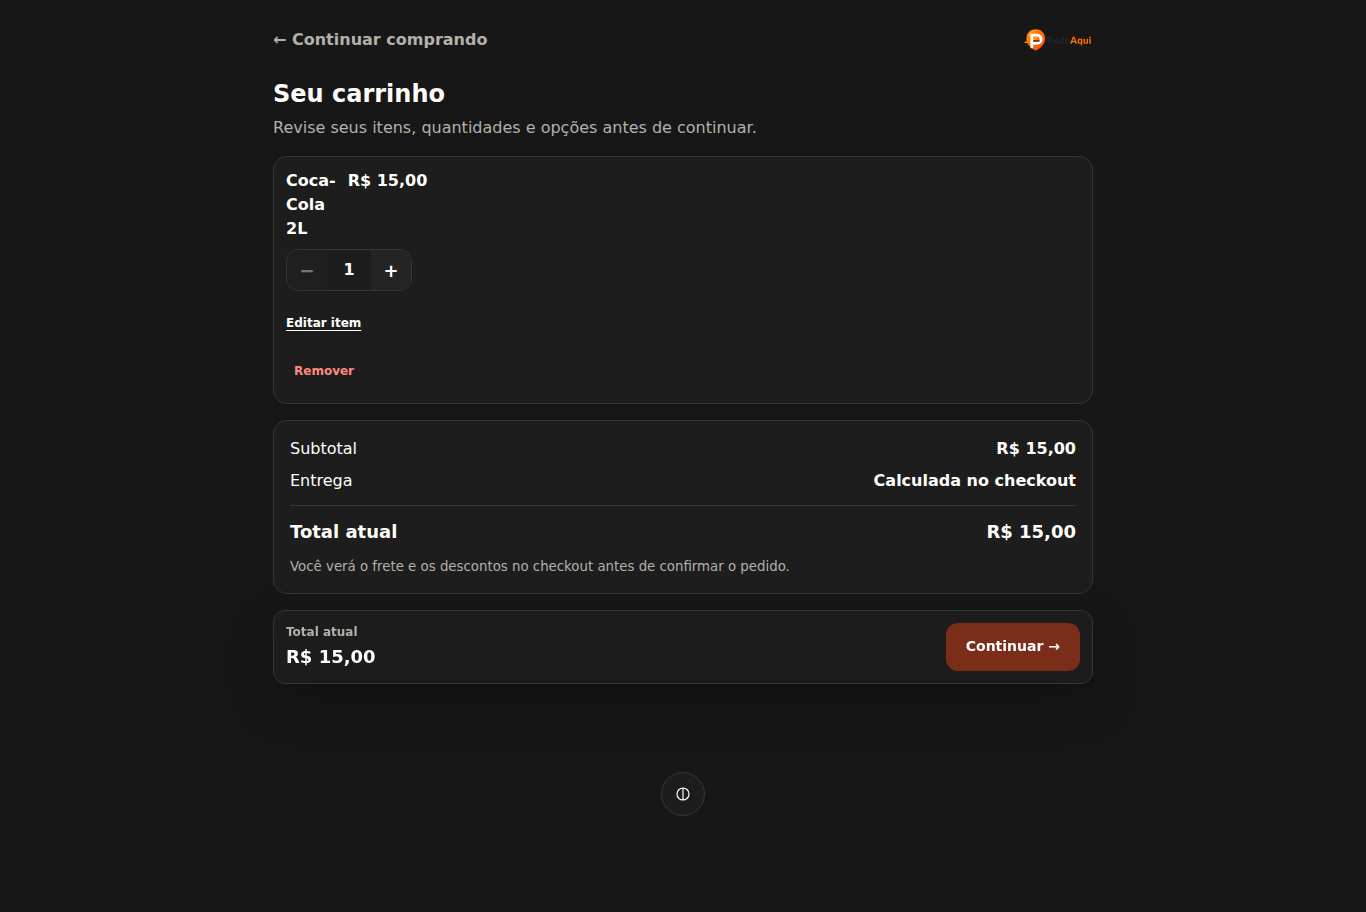 ← Continuar comprando
PedeAqui
Seu carrinho
Revise seus itens, quantidades e opções antes de continuar.
Coca-
Cola
2L
R$ 15,00
− 1 +
Editar item
Remover
Subtotal R$ 15,00
Entrega Calculada no checkout
Total atual R$ 15,00
Você verá o frete e os descontos no checkout antes de confirmar o pedido.
Total atual
R$ 15,00
Continuar →